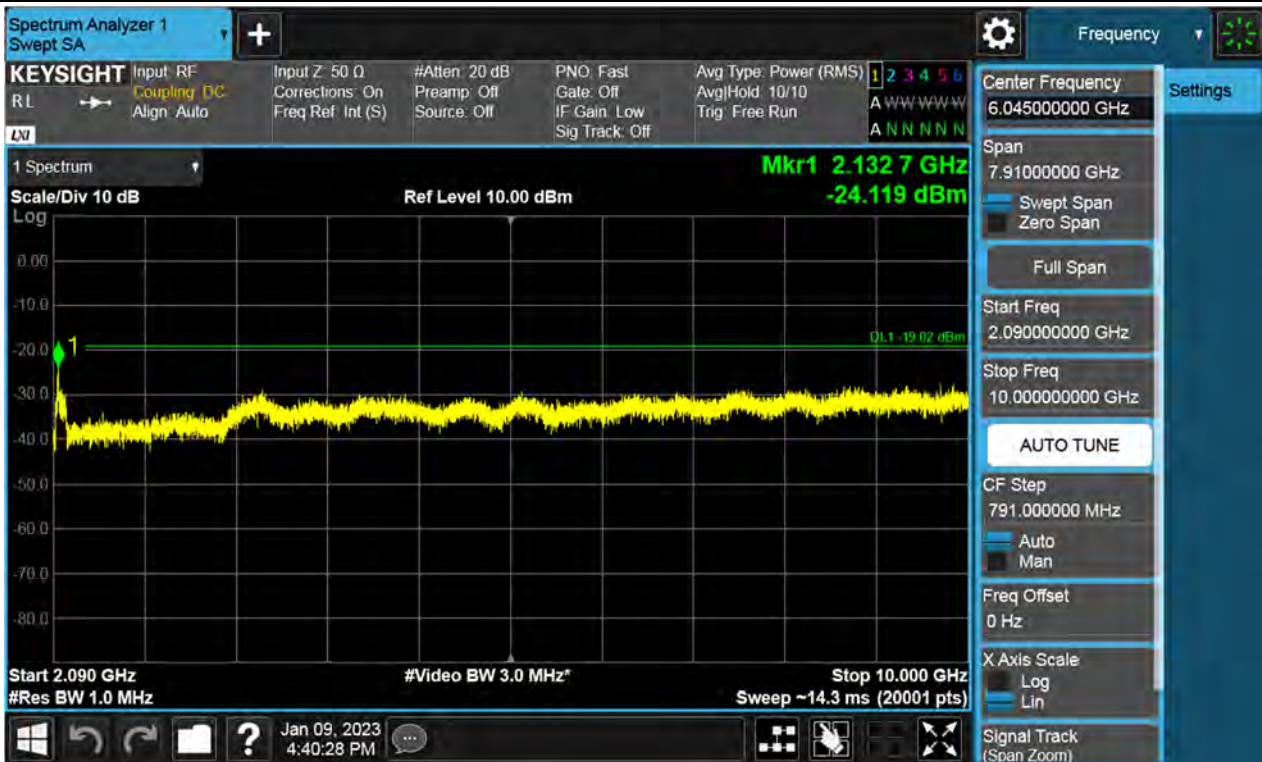 Spectrum Analyzer 1
Swept SA
+
Frequency
KEYSIGHT
RL
LXI
Input: RF
Coupling: DC
Align: Auto
Input Z: 50 Ω
Corrections: On
Freq Ref: Int (S)
#Atten: 20 dB
Preamp: Off
Source: Off
PNO: Fast
Gate: Off
IF Gain: Low
Sig Track: Off
Avg Type: Power (RMS)
Avg|Hold: 10/10
Trig: Free Run
1 2 3 4 5 6
A W W W W W
A N N N N N
Center Frequency
6.045000000 GHz
Settings
1 Spectrum
Mkr1 2.132 7 GHz
-24.119 dBm
Scale/Div 10 dB
Ref Level 10.00 dBm
Log
0.00
-10.0
-20.0
-30.0
-40.0
-50.0
-60.0
-70.0
-80.0
1
DL1 -19.02 dBm
Start 2.090 GHz
#Video BW 3.0 MHz*
Stop 10.000 GHz
#Res BW 1.0 MHz
Sweep ~14.3 ms (20001 pts)
Span
7.91000000 GHz
Swept Span
Zero Span
Full Span
Start Freq
2.090000000 GHz
Stop Freq
10.000000000 GHz
AUTO TUNE
CF Step
791.000000 MHz
Auto
Man
Freq Offset
0 Hz
X Axis Scale
Log
Lin
Signal Track
(Span Zoom)
?
Jan 09, 2023
4:40:28 PM